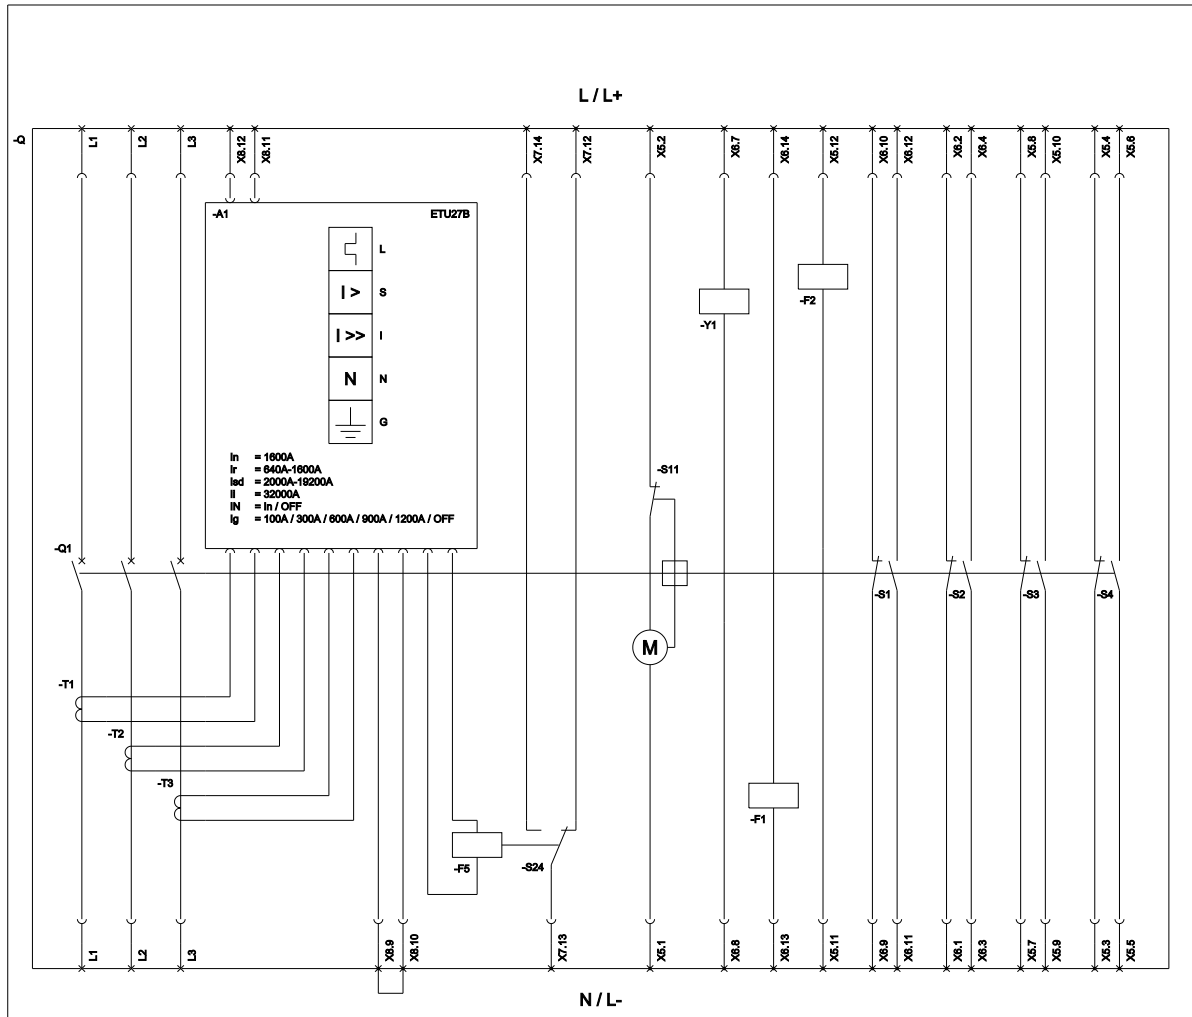 L / L+
-Q
L1
L2
L3
X8.12
X8.11
X7.14
X7.12
X5.2
X6.7
X6.14
X5.12
X6.10
X6.12
X6.2
X6.4
X5.8
X5.10
X5.4
X5.6
-A1
ETU27B
L
I > S
I >> I
N N
G
In = 1600A
Ir = 640A-1600A
Isd = 2000A-19200A
Ii = 32000A
IN = In / OFF
Ig = 100A / 300A / 600A / 900A / 1200A / OFF
-Y1
-F2
-S11
-Q1
-S1
-S2
-S3
-S4
M
-T1
-T2
-T3
-F1
-F5
-S24
L1
L2
L3
X8.9
X8.10
X7.13
X5.1
X6.8
X6.13
X5.11
X6.9
X6.11
X6.1
X6.3
X5.7
X5.9
X5.3
X5.5
N / L-